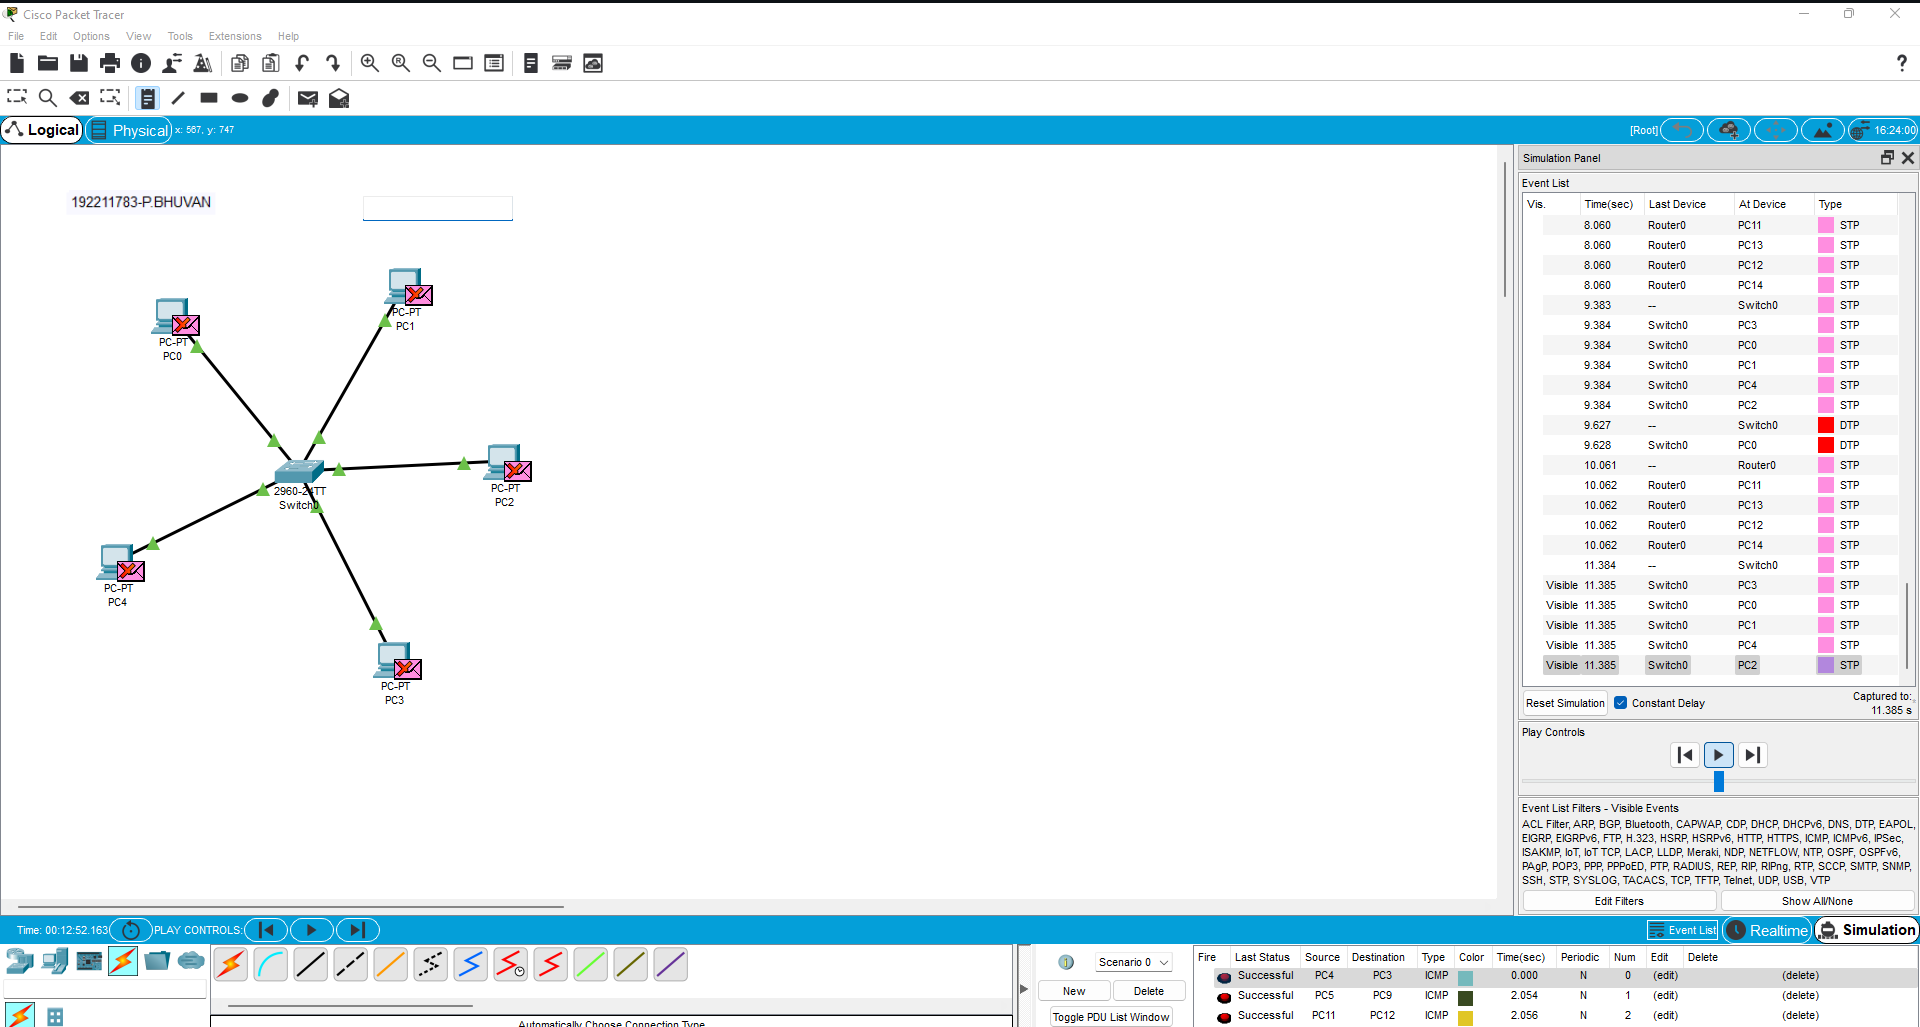 Cisco Packet Tracer
File Edit Options View Tools Extensions Help
?
Logical Physical x: 567, y: 747 [Root] 16:24:00
192211783-P.BHUVAN
PC-PT
PC0
PC-PT
PC1
PC-PT
PC2
2960-24TT
Switch0
PC-PT
PC4
PC-PT
PC3
Simulation Panel
Event List
Vis. Time(sec) Last Device At Device Type
8.060 Router0 PC11 STP
8.060 Router0 PC13 STP
8.060 Router0 PC12 STP
8.060 Router0 PC14 STP
9.383 -- Switch0 STP
9.384 Switch0 PC3 STP
9.384 Switch0 PC0 STP
9.384 Switch0 PC1 STP
9.384 Switch0 PC4 STP
9.384 Switch0 PC2 STP
9.627 -- Switch0 DTP
9.628 Switch0 PC0 DTP
10.061 -- Router0 STP
10.062 Router0 PC11 STP
10.062 Router0 PC13 STP
10.062 Router0 PC12 STP
10.062 Router0 PC14 STP
11.384 -- Switch0 STP
Visible 11.385 Switch0 PC3 STP
Visible 11.385 Switch0 PC0 STP
Visible 11.385 Switch0 PC1 STP
Visible 11.385 Switch0 PC4 STP
Visible 11.385 Switch0 PC2 STP
Reset Simulation Constant Delay Captured to:
11.385 s
Play Controls
Event List Filters - Visible Events
ACL Filter, ARP, BGP, Bluetooth, CAPWAP, CDP, DHCP, DHCPv6, DNS, DTP, EAPOL,
EIGRP, EIGRPv6, FTP, H.323, HSRP, HSRPv6, HTTP, HTTPS, ICMP, ICMPv6, IPSec,
ISAKMP, IoT, IoT TCP, LACP, LLDP, Meraki, NDP, NETFLOW, NTP, OSPF, OSPFv6,
PAgP, POP3, PPP, PPPoED, PTP, RADIUS, REP, RIP, RIPng, RTP, SCCP, SMTP, SNMP,
SSH, STP, SYSLOG, TACACS, TCP, TFTP, Telnet, UDP, USB, VTP
Edit Filters Show All/None
Time: 00:12:52.163 PLAY CONTROLS: Event List Realtime Simulation
Automatically Choose Connection Type
Scenario 0
New Delete
Toggle PDU List Window
Fire Last Status Source Destination Type Color Time(sec) Periodic Num Edit Delete
Successful PC4 PC3 ICMP 0.000 N 0 (edit) (delete)
Successful PC5 PC9 ICMP 2.054 N 1 (edit) (delete)
Successful PC11 PC12 ICMP 2.056 N 2 (edit) (delete)